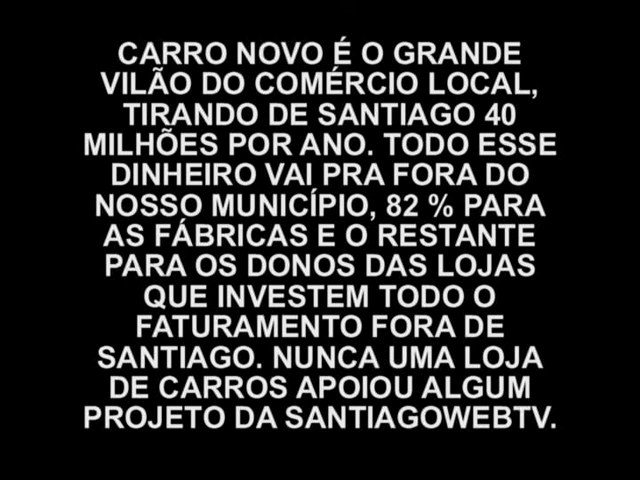 CARRO NOVO É O GRANDE
VILÃO DO COMÉRCIO LOCAL,
TIRANDO DE SANTIAGO 40
MILHÕES POR ANO. TODO ESSE
DINHEIRO VAI PRA FORA DO
NOSSO MUNICÍPIO, 82 % PARA
AS FÁBRICAS E O RESTANTE
PARA OS DONOS DAS LOJAS
QUE INVESTEM TODO O
FATURAMENTO FORA DE
SANTIAGO. NUNCA UMA LOJA
DE CARROS APOIOU ALGUM
PROJETO DA SANTIAGOWEBTV.